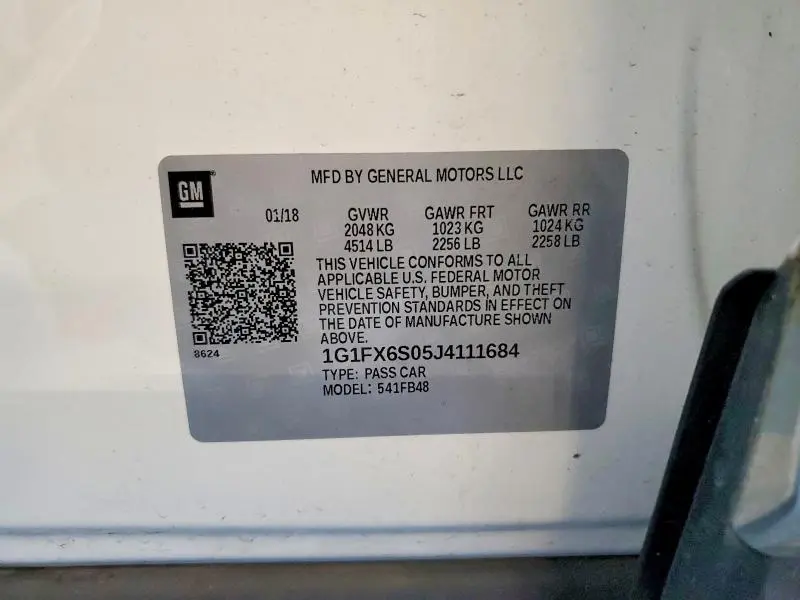 GM
MFD BY GENERAL MOTORS LLC
01/18 GVWR GAWR FRT GAWR RR
2048 KG 1023 KG 1024 KG
4514 LB 2256 LB 2258 LB
THIS VEHICLE CONFORMS TO ALL
APPLICABLE U.S. FEDERAL MOTOR
VEHICLE SAFETY, BUMPER, AND THEFT
PREVENTION STANDARDS IN EFFECT ON
THE DATE OF MANUFACTURE SHOWN
ABOVE.
8624
1G1FX6S05J4111684
TYPE: PASS CAR
MODEL: 541FB48